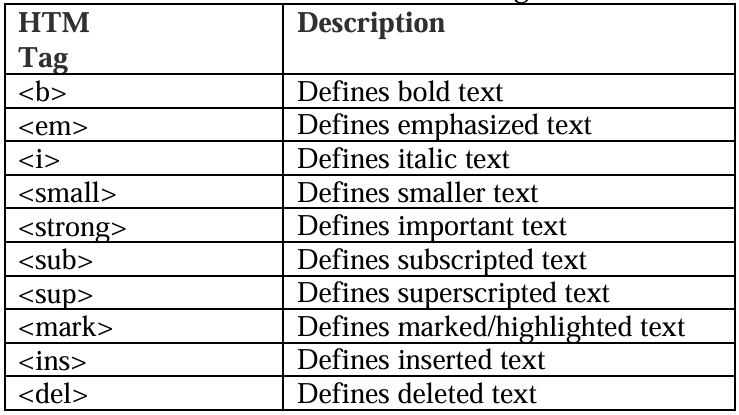 HTM Description
Tag
<b> Defines bold text
<em> Defines emphasized text
<i> Defines italic text
<small> Defines smaller text
<strong> Defines important text
<sub> Defines subscripted text
<sup> Defines superscripted text
<mark> Defines marked/highlighted text
<ins> Defines inserted text
<del> Defines deleted text